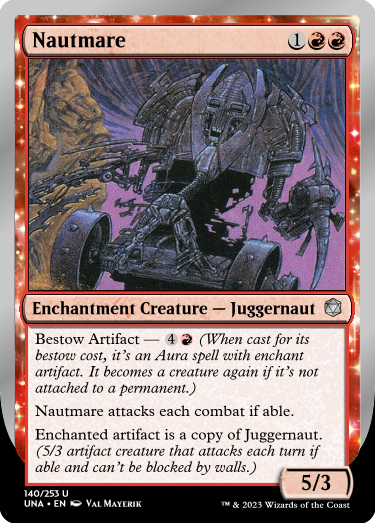 Nautmare 1
Enchantment Creature — Juggernaut
Bestow Artifact — 4 (When cast for its
bestow cost, it's an Aura spell with enchant
artifact. It becomes a creature again if it's not
attached to a permanent.)
Nautmare attacks each combat if able.
Enchanted artifact is a copy of Juggernaut.
(5/3 artifact creature that attacks each turn if
able and can't be blocked by walls.)
5/3
140/253 U
UNA • EN VAL MAYERIK
™ & © 2023 Wizards of the Coast